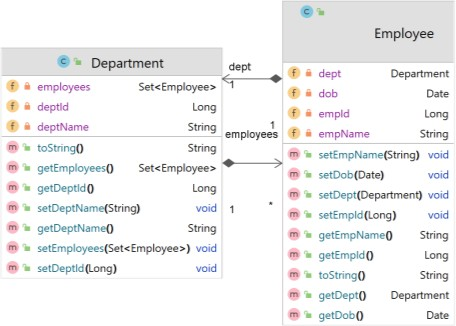 Department
employees Set<Employee>
deptId Long
deptName String
toString() String
getEmployees() Set<Employee>
getDeptId() Long
setDeptName(String) void
getDeptName() String
setEmployees(Set<Employee>) void
setDeptId(Long) void
dept
1
1
employees
1
*
Employee
dept Department
dob Date
empId Long
empName String
setEmpName(String) void
setDob(Date) void
setDept(Department) void
setEmpId(Long) void
getEmpName() String
getEmpId() Long
toString() String
getDept() Department
getDob() Date